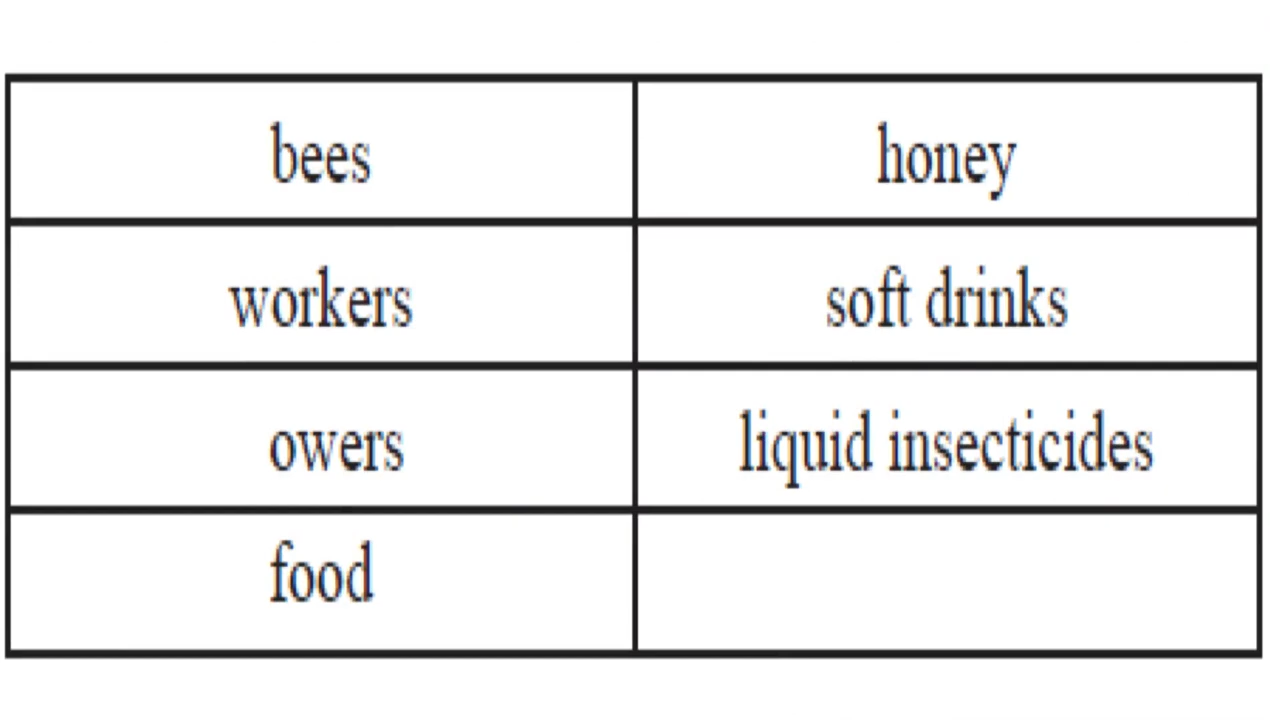 bees honey
workers soft drinks
owers liquid insecticides
food